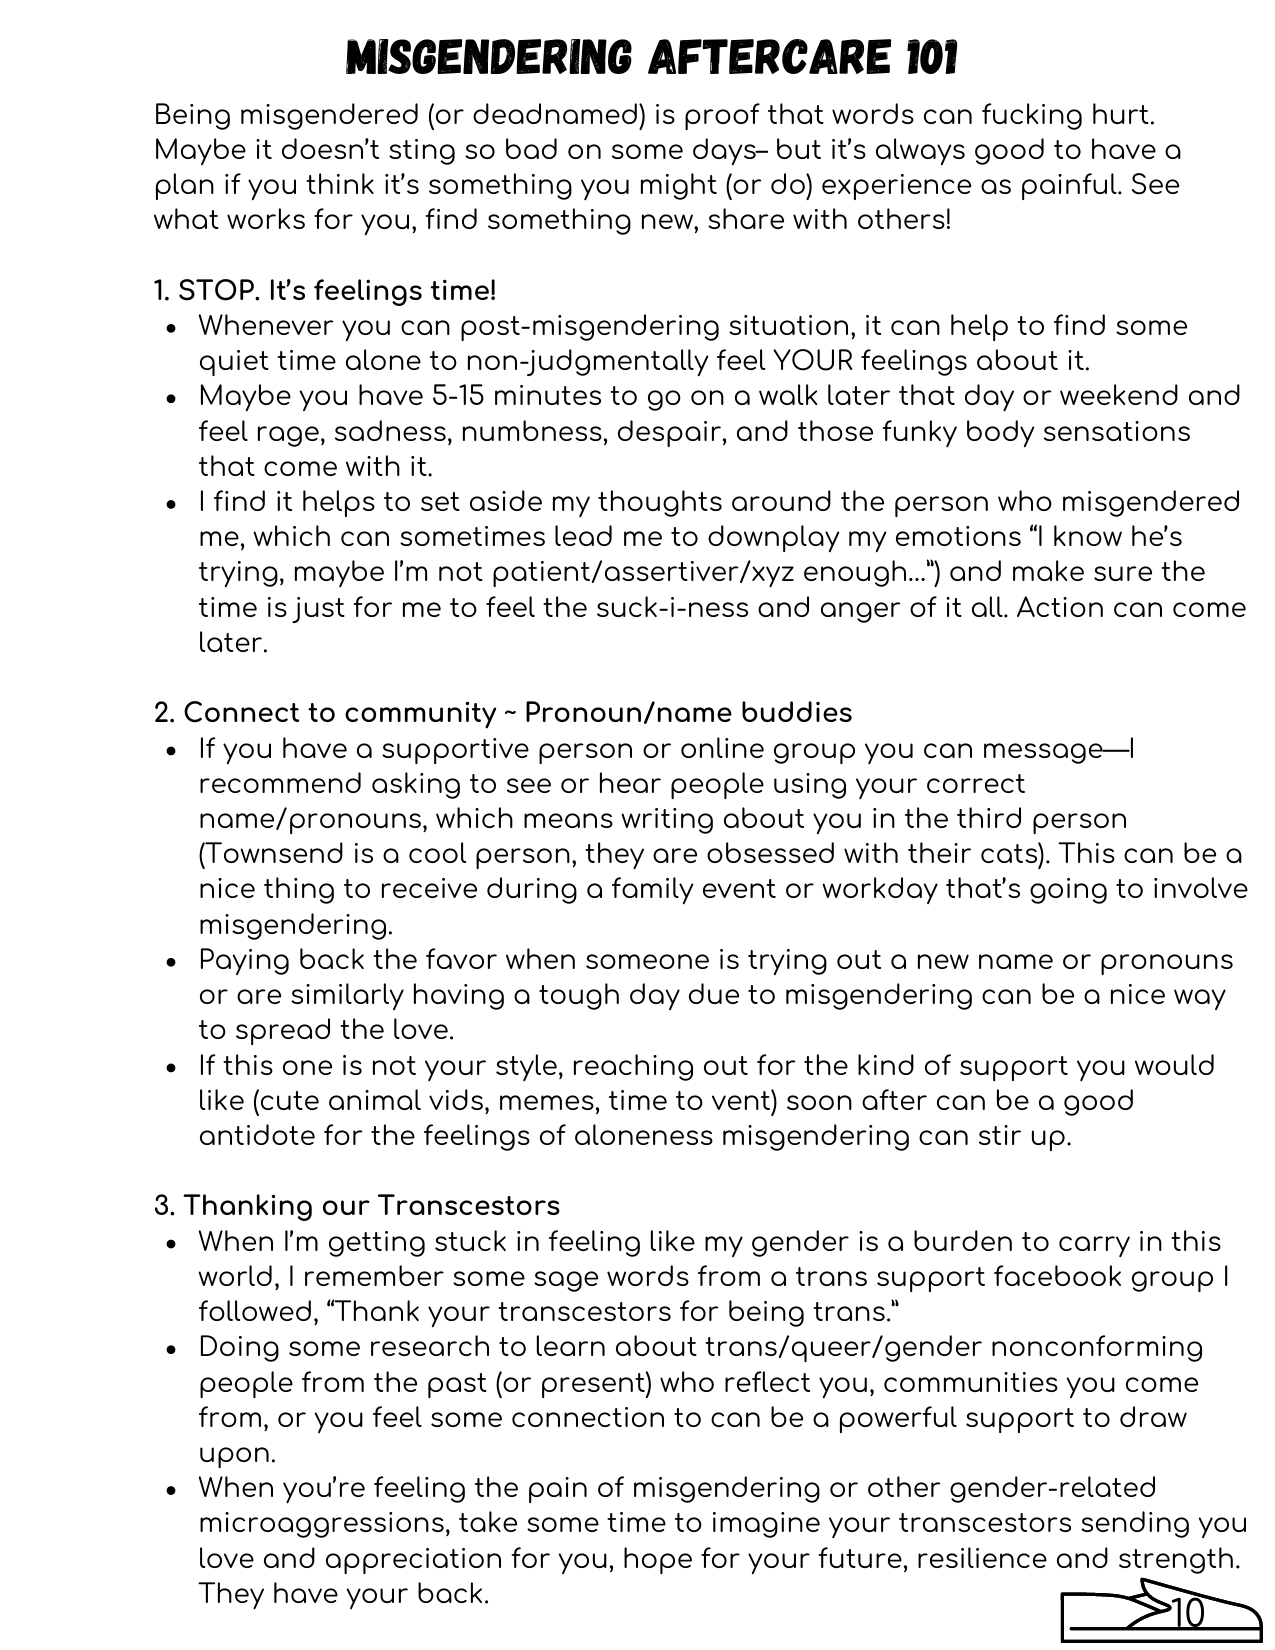 MISGENDERING AFTERCARE 101
Being misgendered (or deadnamed) is proof that words can fucking hurt.
Maybe it doesn't sting so bad on some days– but it's always good to have a
plan if you think it's something you might (or do) experience as painful. See
what works for you, find something new, share with others!
1. STOP. It's feelings time!
• Whenever you can post-misgendering situation, it can help to find some
quiet time alone to non-judgmentally feel YOUR feelings about it.
• Maybe you have 5-15 minutes to go on a walk later that day or weekend and
feel rage, sadness, numbness, despair, and those funky body sensations
that come with it.
• I find it helps to set aside my thoughts around the person who misgendered
me, which can sometimes lead me to downplay my emotions “I know he's
trying, maybe I'm not patient/assertiver/xyz enough...”) and make sure the
time is just for me to feel the suck-i-ness and anger of it all. Action can come
later.
2. Connect to community ~ Pronoun/name buddies
• If you have a supportive person or online group you can message—I
recommend asking to see or hear people using your correct
name/pronouns, which means writing about you in the third person
(Townsend is a cool person, they are obsessed with their cats). This can be a
nice thing to receive during a family event or workday that's going to involve
misgendering.
• Paying back the favor when someone is trying out a new name or pronouns
or are similarly having a tough day due to misgendering can be a nice way
to spread the love.
• If this one is not your style, reaching out for the kind of support you would
like (cute animal vids, memes, time to vent) soon after can be a good
antidote for the feelings of aloneness misgendering can stir up.
3. Thanking our Transcestors
• When I'm getting stuck in feeling like my gender is a burden to carry in this
world, I remember some sage words from a trans support facebook group I
followed, “Thank your transcestors for being trans.”
• Doing some research to learn about trans/queer/gender nonconforming
people from the past (or present) who reflect you, communities you come
from, or you feel some connection to can be a powerful support to draw
upon.
• When you're feeling the pain of misgendering or other gender-related
microaggressions, take some time to imagine your transcestors sending you
love and appreciation for you, hope for your future, resilience and strength.
They have your back.
10